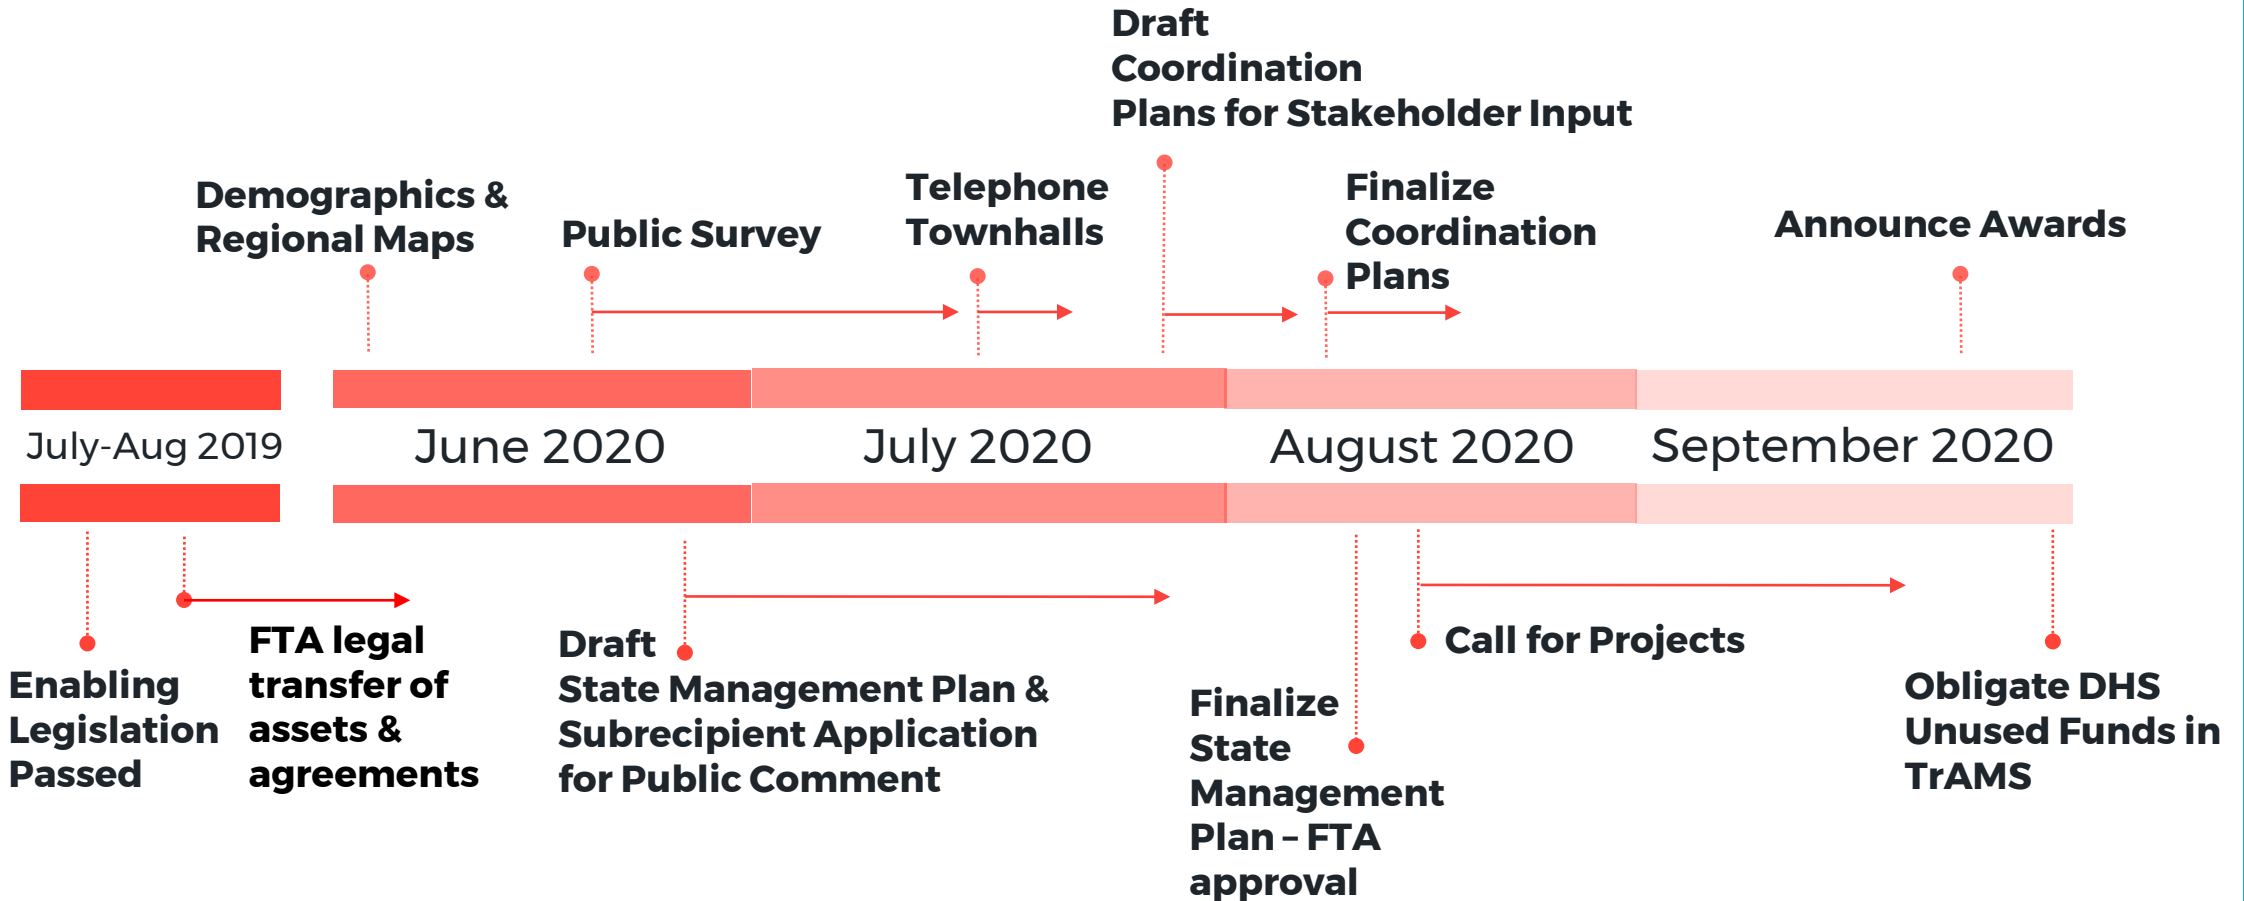 Draft
Coordination
Plans for Stakeholder Input
Demographics &
Regional Maps
Public Survey
Telephone
Townhalls
Finalize
Coordination
Plans
Announce Awards
July-Aug 2019
June 2020
July 2020
August 2020
September 2020
Enabling
Legislation
Passed
FTA legal
transfer of
assets &
agreements
Draft
State Management Plan &
Subrecipient Application
for Public Comment
Finalize
State
Management
Plan – FTA
approval
Call for Projects
Obligate DHS
Unused Funds in
TrAMS